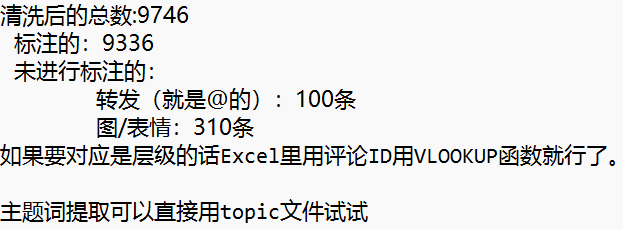 清洗后的总数:9746
标注的：9336
未进行标注的：
转发（就是@的）：100条
图/表情：310条
如果要对应是层级的话Excel里用评论ID用VLOOKUP函数就行了。
主题词提取可以直接用topic文件试试